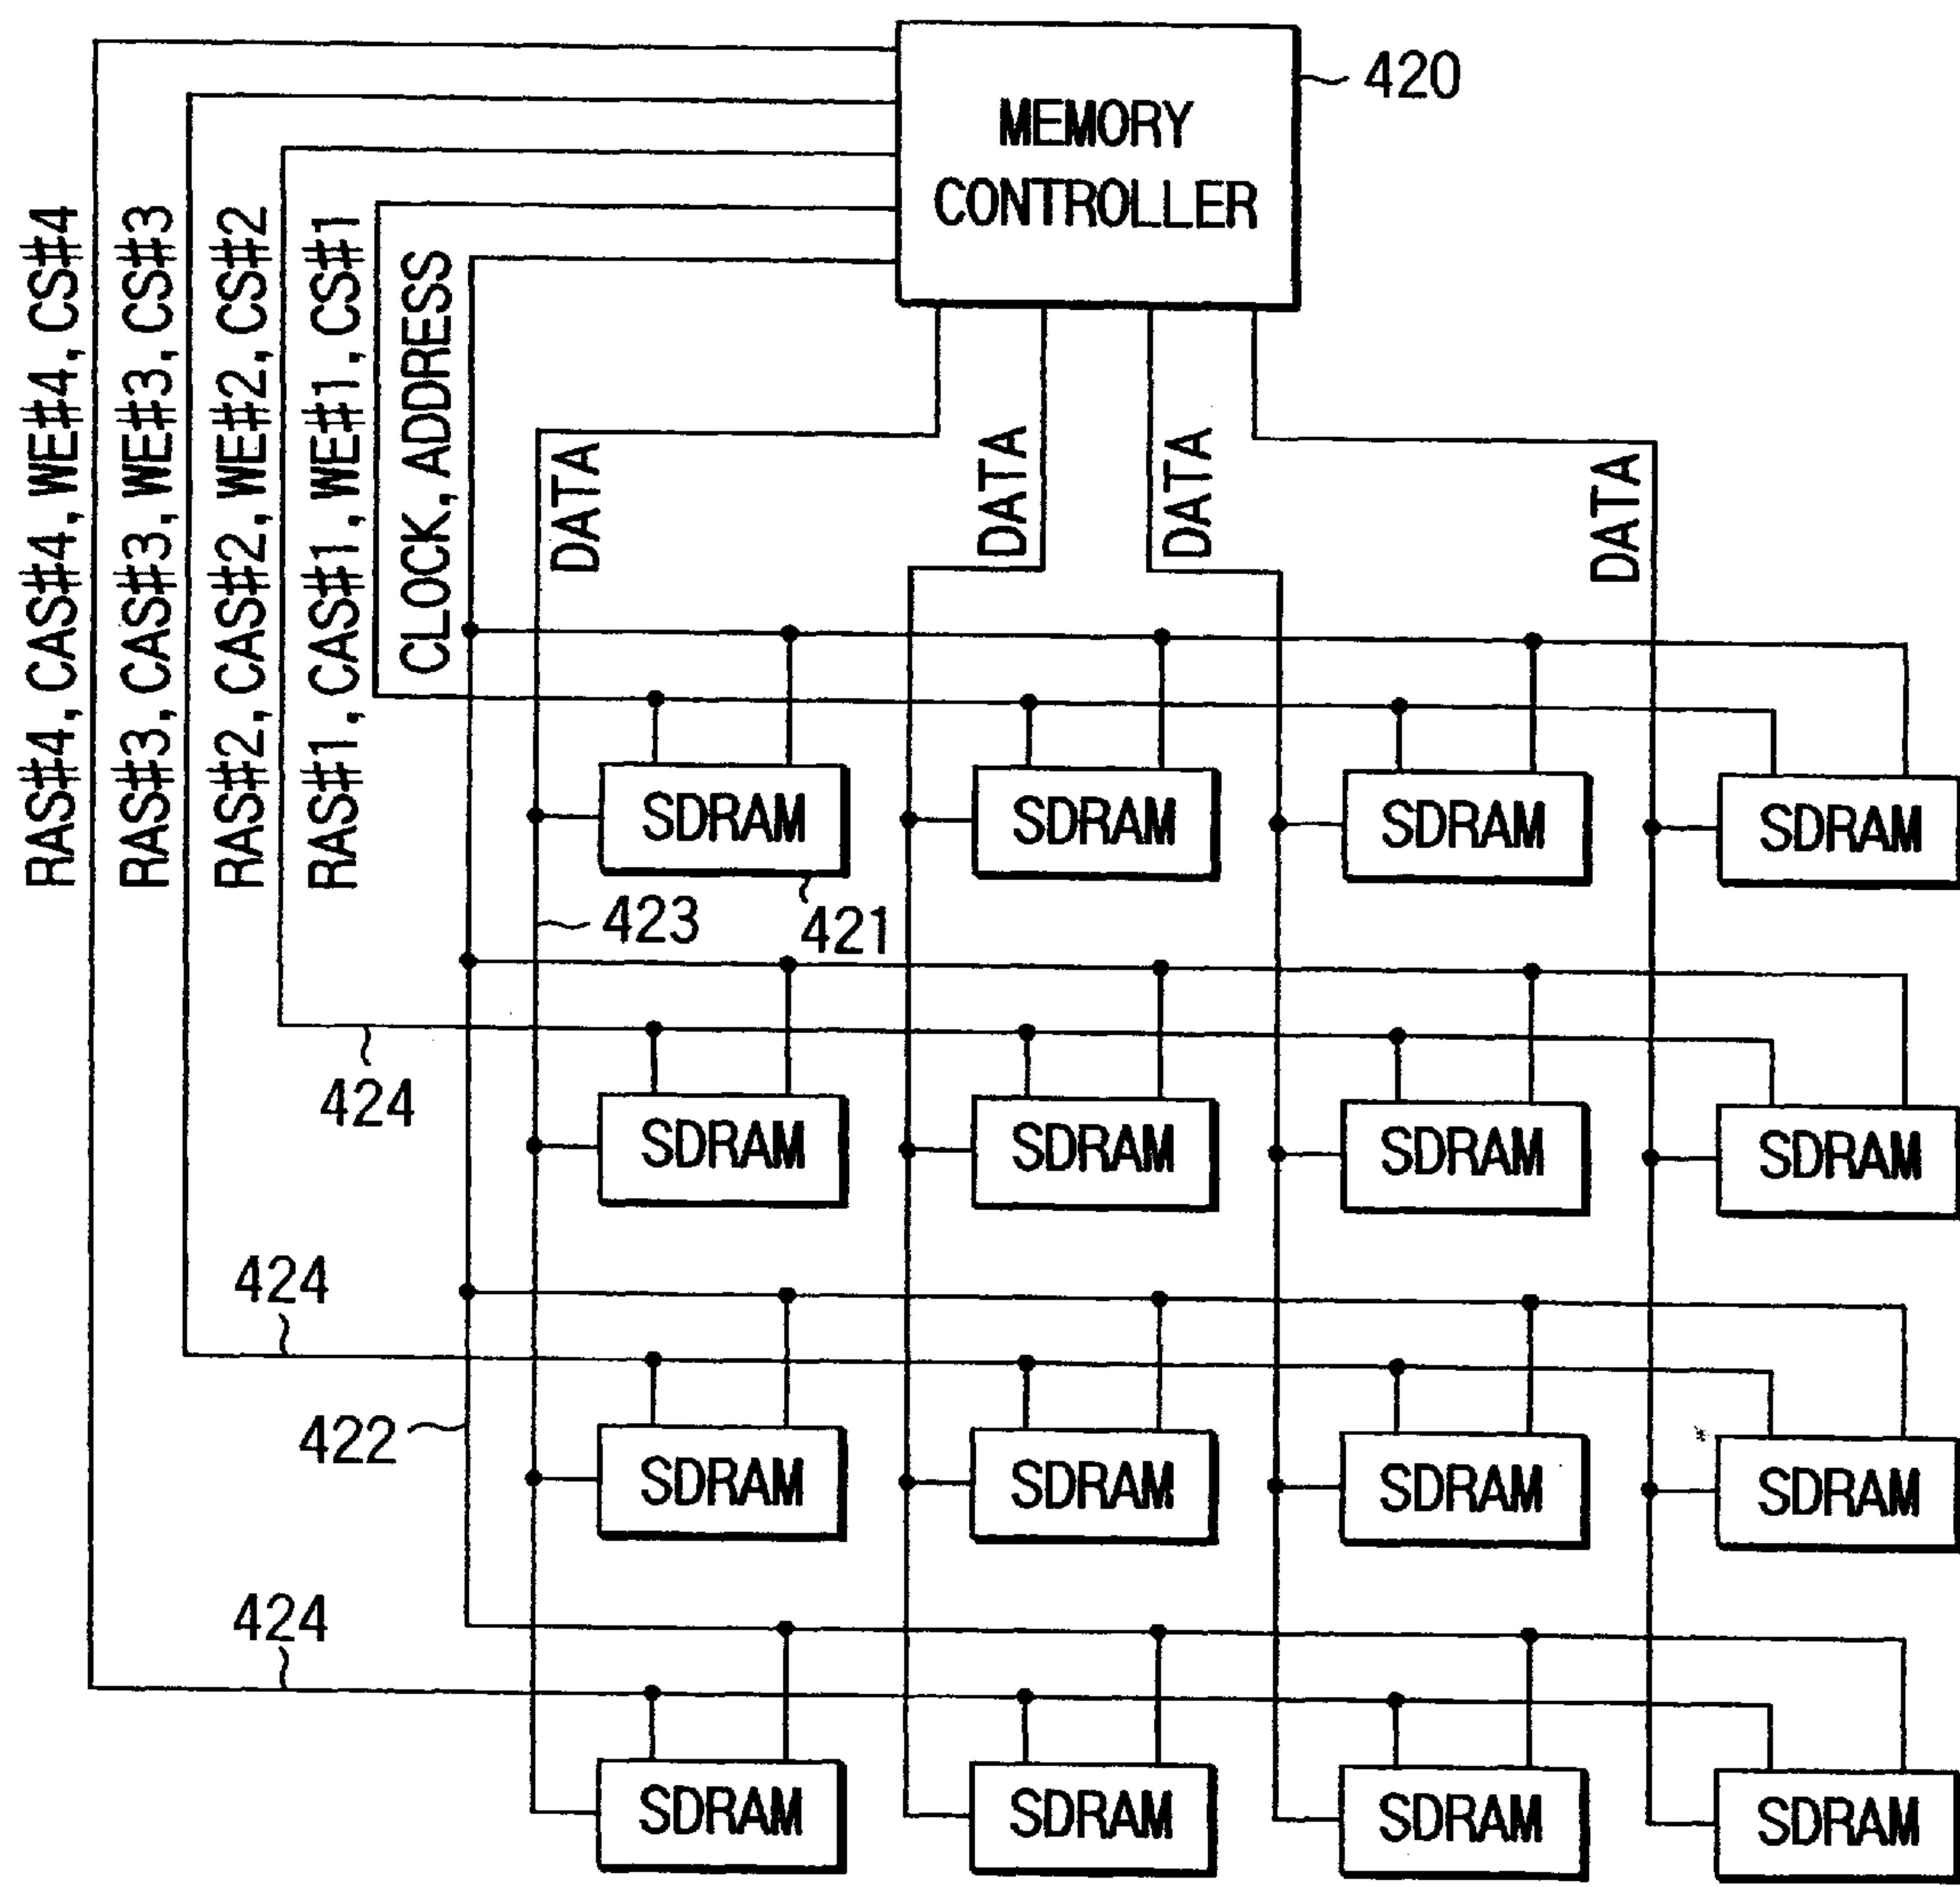 MEMORY
CONTROLLER
420
RAS#4, CAS#4, WE#4, CS#4
RAS#3, CAS#3, WE#3, CS#3
RAS#2, CAS#2, WE#2, CS#2
RAS#1, CAS#1, WE#1, CS#1
CLOCK, ADDRESS
DATA
DATA
DATA
DATA
SDRAM
SDRAM
SDRAM
SDRAM
423
421
424
SDRAM
SDRAM
SDRAM
SDRAM
424
422
SDRAM
SDRAM
SDRAM
SDRAM
424
SDRAM
SDRAM
SDRAM
SDRAM